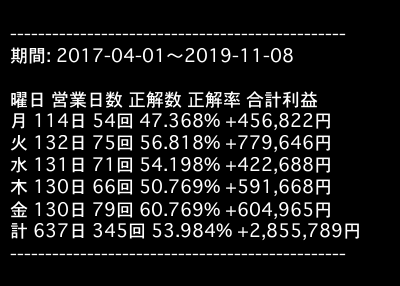 ------------------------------------------------
期間: 2017-04-01〜2019-11-08
曜日 営業日数 正解数 正解率 合計利益
月 114日 54回 47.368% +456,822円
火 132日 75回 56.818% +779,646円
水 131日 71回 54.198% +422,688円
木 130日 66回 50.769% +591,668円
金 130日 79回 60.769% +604,965円
計 637日 345回 53.984% +2,855,789円
------------------------------------------------